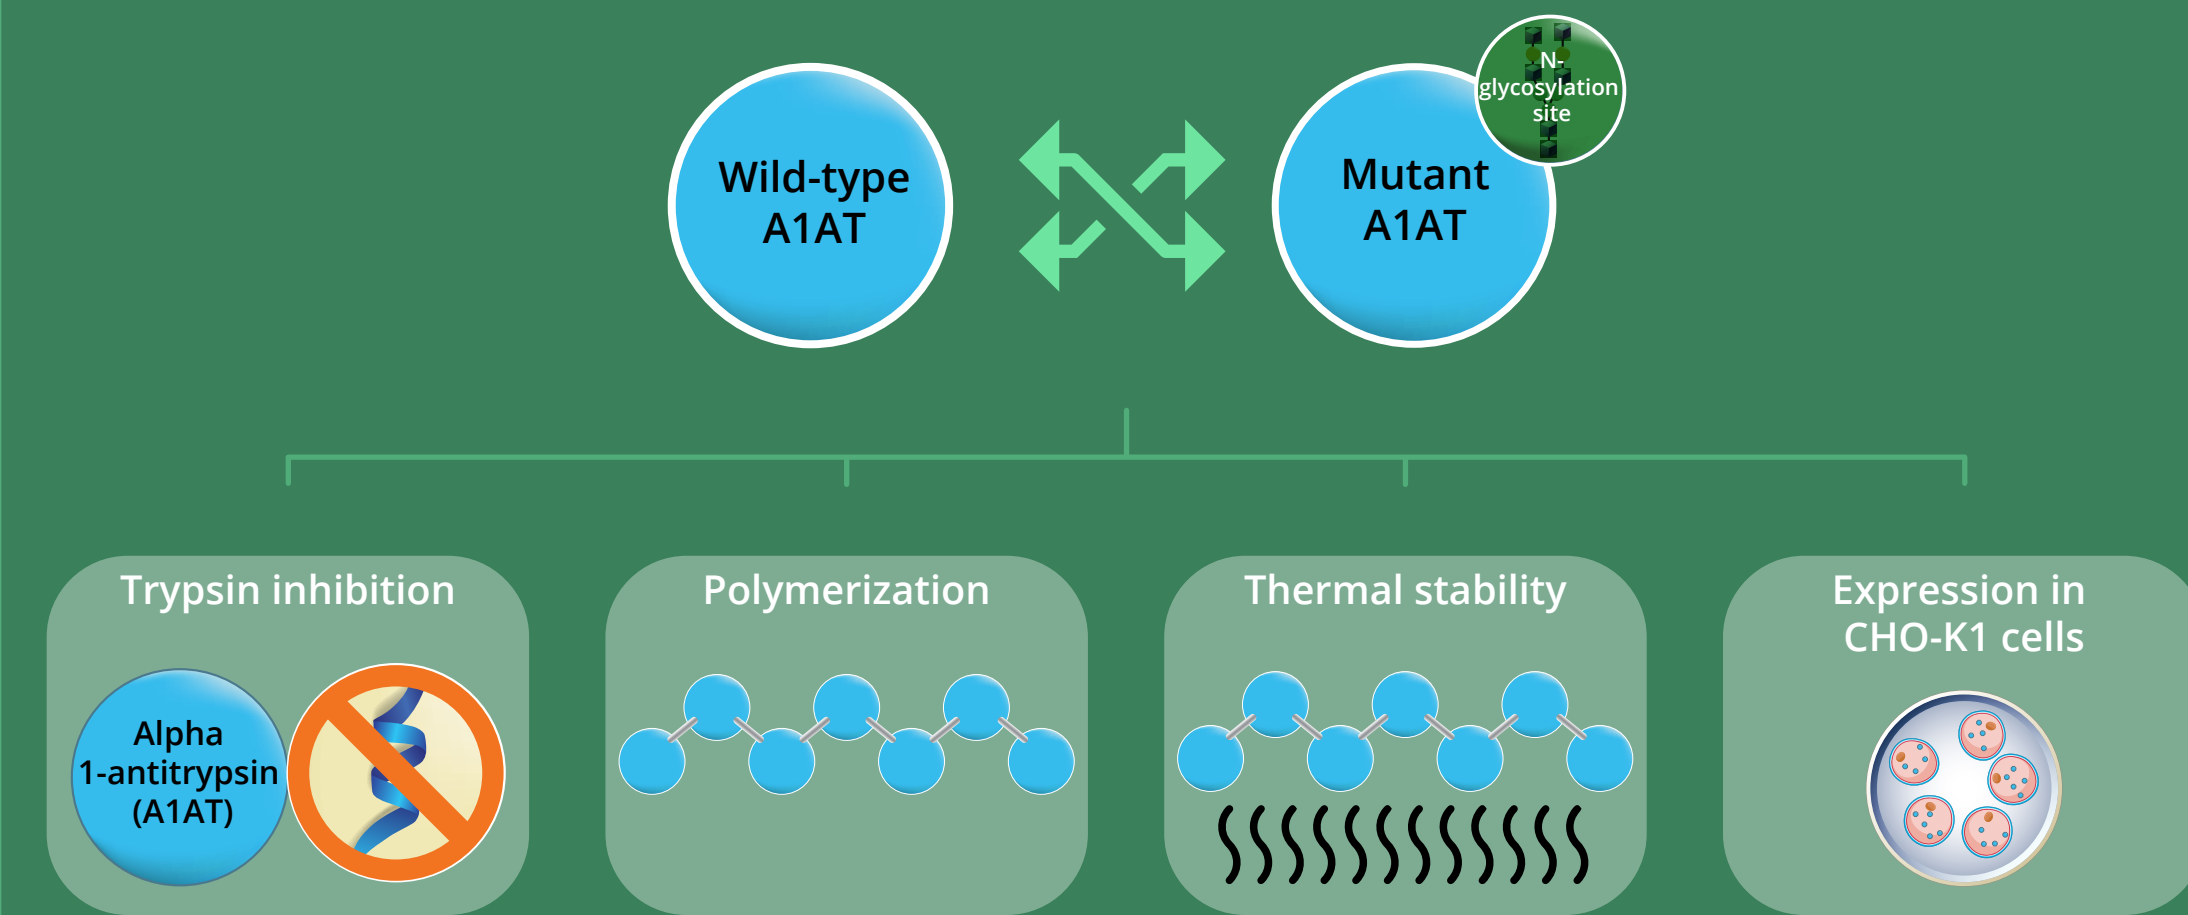 Wild-type
A1AT
Mutant
A1AT
N-
glycosylation
site
Trypsin inhibition
Polymerization
Thermal stability
Expression in
CHO-K1 cells
Alpha
1-antitrypsin
(A1AT)